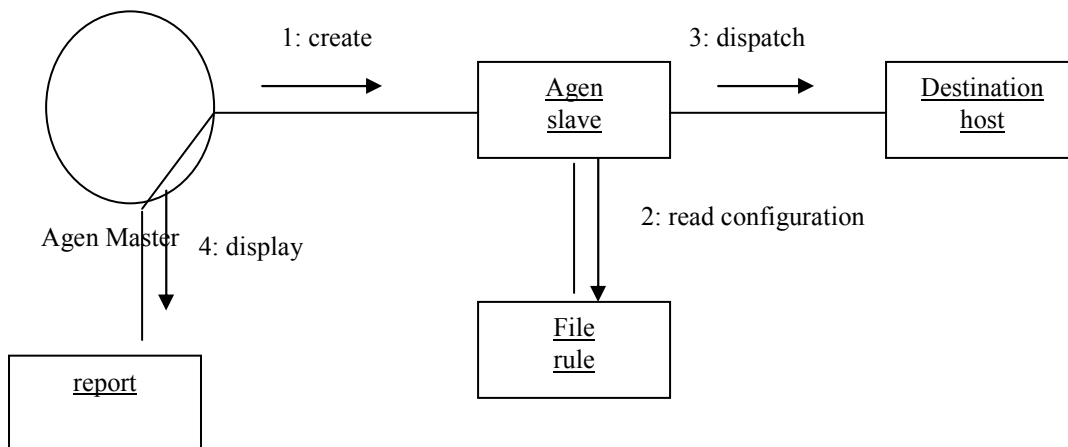 1: create
3: dispatch
Agen
slave
Destination
host
2: read configuration
Agen Master
4: display
File
rule
report